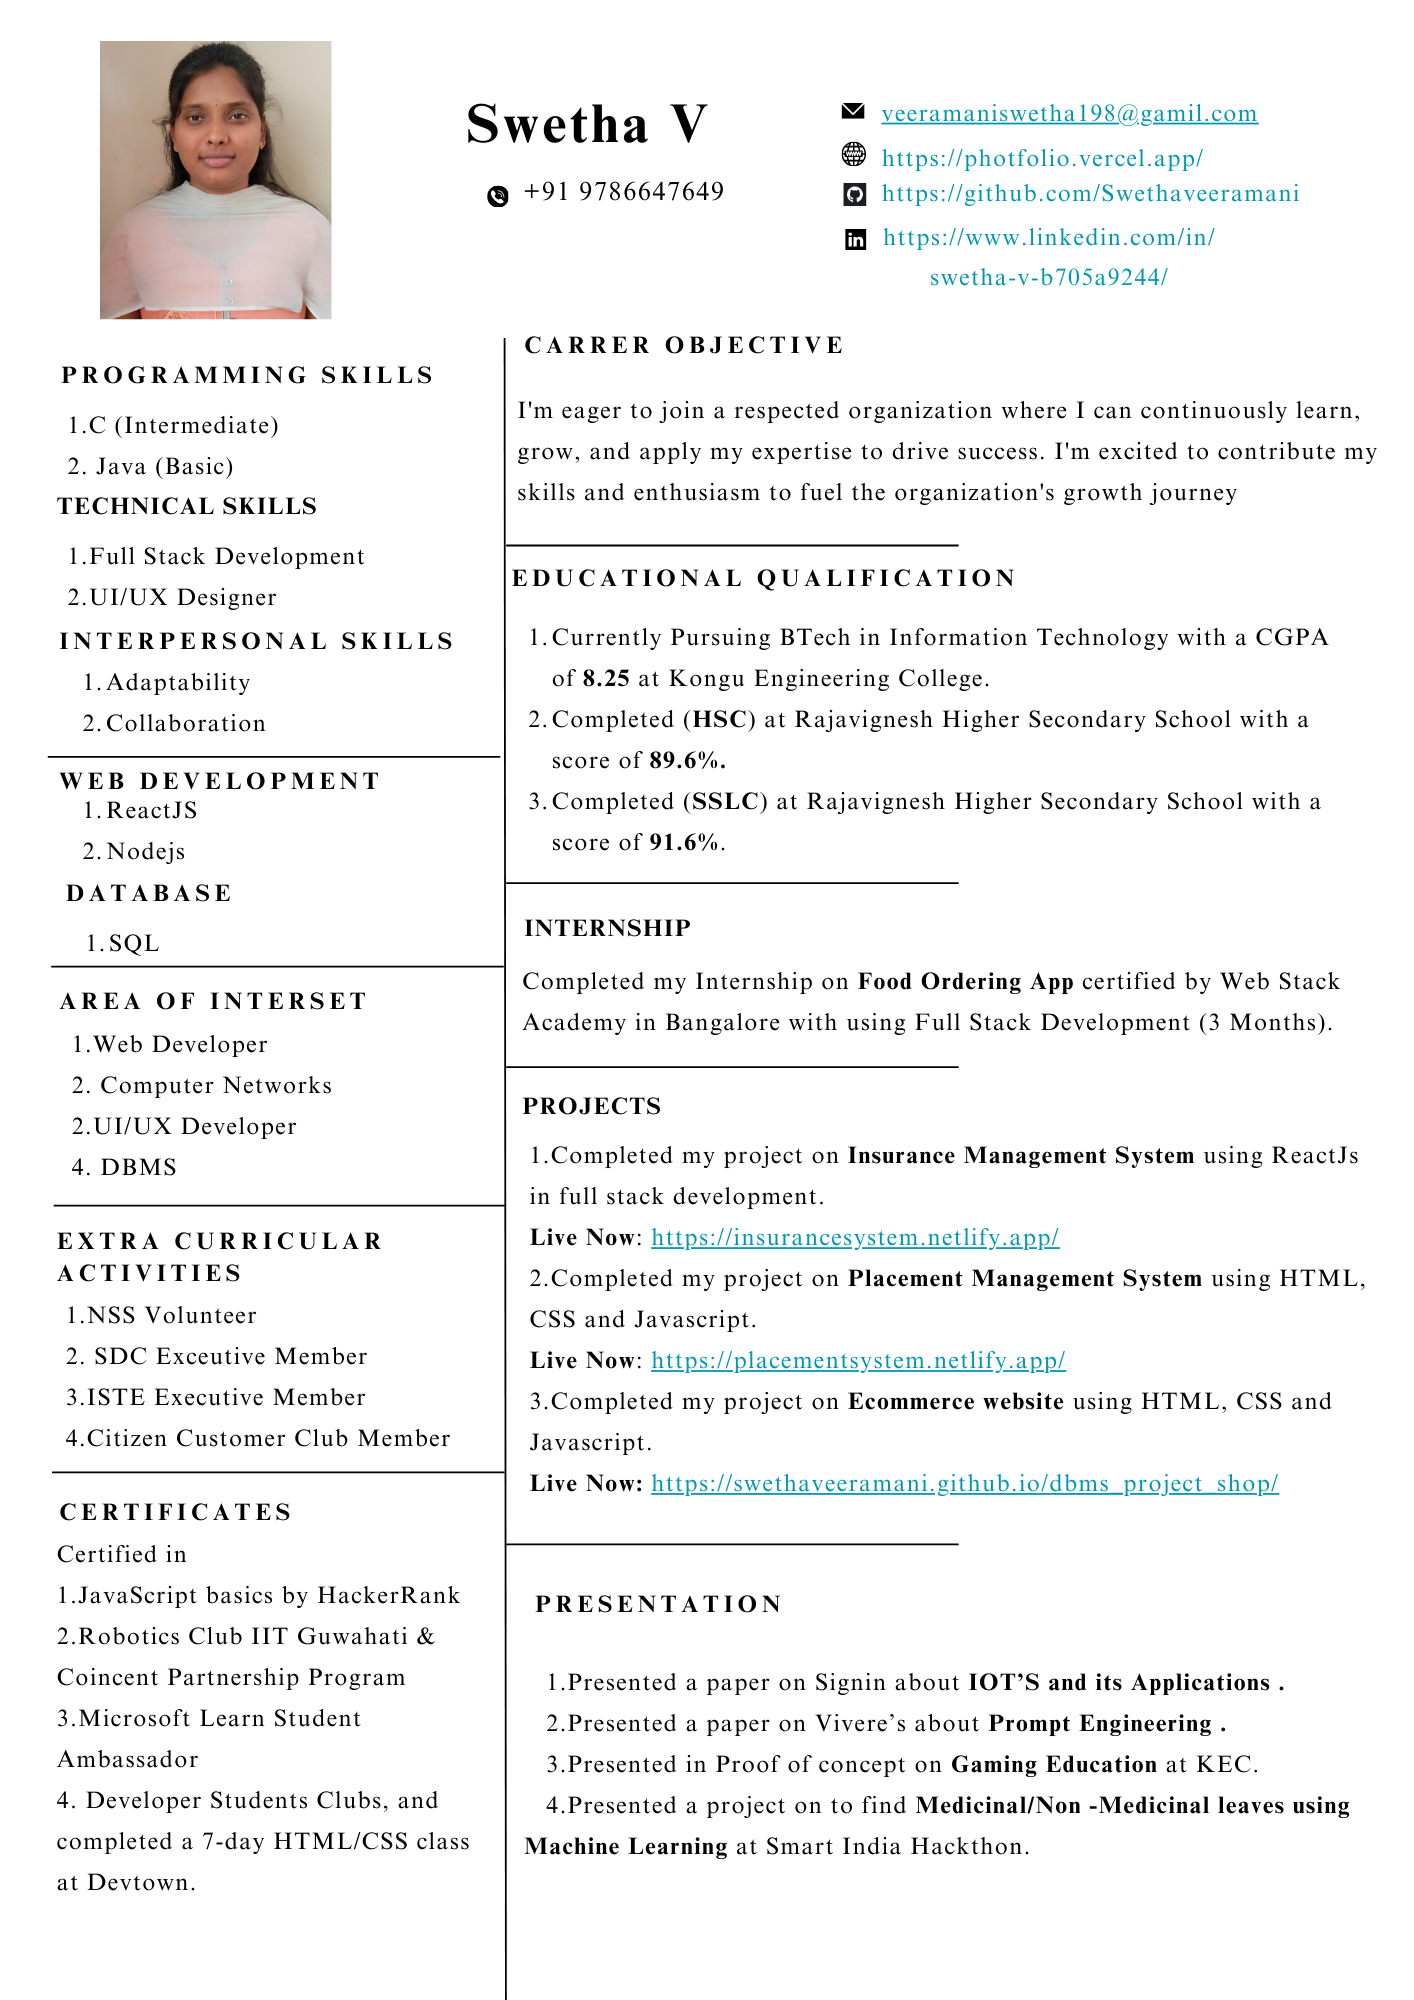 Swetha V
+91 9786647649
veeramaniswetha198@gamil.com
https://photfolio.vercel.app/
https://github.com/Swethaveeramani
https://www.linkedin.com/in/
swetha-v-b705a9244/
PROGRAMMING SKILLS
1.C (Intermediate)
2. Java (Basic)
TECHNICAL SKILLS
1.Full Stack Development
2.UI/UX Designer
INTERPERSONAL SKILLS
1. Adaptability
2. Collaboration
WEB DEVELOPMENT
1. ReactJS
2. Nodejs
DATABASE
1. SQL
AREA OF INTERSET
1.Web Developer
2. Computer Networks
2.UI/UX Developer
4. DBMS
EXTRA CURRICULAR
ACTIVITIES
1.NSS Volunteer
2. SDC Exceutive Member
3.ISTE Executive Member
4.Citizen Customer Club Member
CERTIFICATES
Certified in
1.JavaScript basics by HackerRank
2.Robotics Club IIT Guwahati &
Coincent Partnership Program
3.Microsoft Learn Student
Ambassador
4. Developer Students Clubs, and
completed a 7-day HTML/CSS class
at Devtown.
CARRER OBJECTIVE
I'm eager to join a respected organization where I can continuously learn,
grow, and apply my expertise to drive success. I'm excited to contribute my
skills and enthusiasm to fuel the organization's growth journey
EDUCATIONAL QUALIFICATION
1. Currently Pursuing BTech in Information Technology with a CGPA
of 8.25 at Kongu Engineering College.
2. Completed (HSC) at Rajavignesh Higher Secondary School with a
score of 89.6%.
3. Completed (SSLC) at Rajavignesh Higher Secondary School with a
score of 91.6%.
INTERNSHIP
Completed my Internship on Food Ordering App certified by Web Stack
Academy in Bangalore with using Full Stack Development (3 Months).
PROJECTS
1.Completed my project on Insurance Management System using ReactJs
in full stack development.
Live Now: https://insurancesystem.netlify.app/
2.Completed my project on Placement Management System using HTML,
CSS and Javascript.
Live Now: https://placementsystem.netlify.app/
3.Completed my project on Ecommerce website using HTML, CSS and
Javascript.
Live Now: https://swethaveeramani.github.io/dbms_project_shop/
PRESENTATION
1.Presented a paper on Signin about IOT’S and its Applications .
2.Presented a paper on Vivere’s about Prompt Engineering .
3.Presented in Proof of concept on Gaming Education at KEC.
4.Presented a project on to find Medicinal/Non -Medicinal leaves using
Machine Learning at Smart India Hackthon.